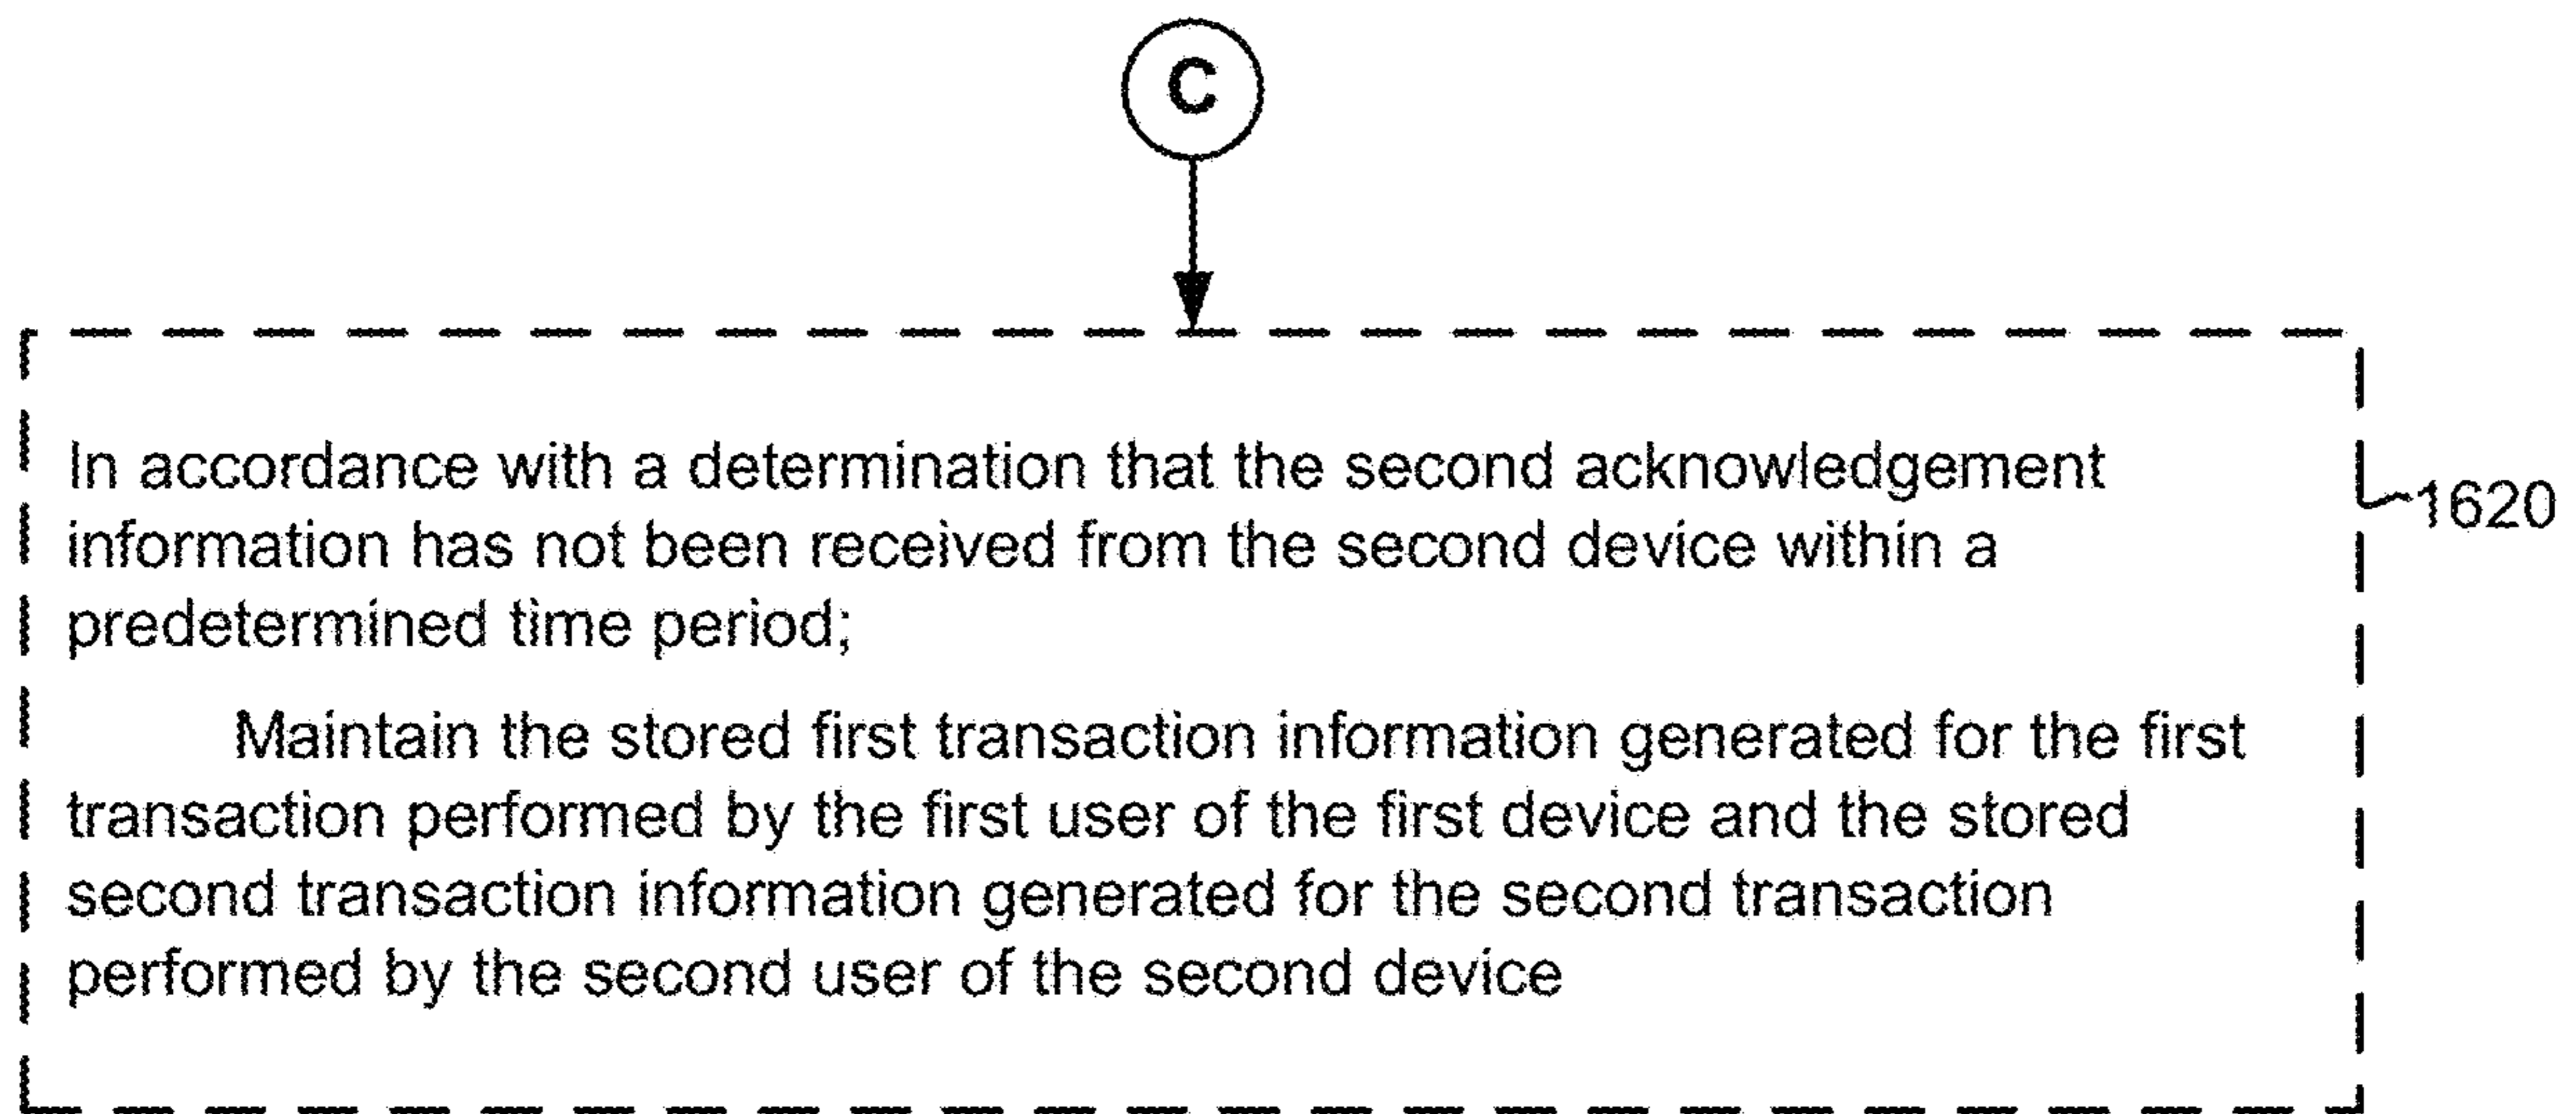 C
In accordance with a determination that the second acknowledgement
information has not been received from the second device within a
predetermined time period;
Maintain the stored first transaction information generated for the first
transaction performed by the first user of the first device and the stored
second transaction information generated for the second transaction
performed by the second user of the second device
1620